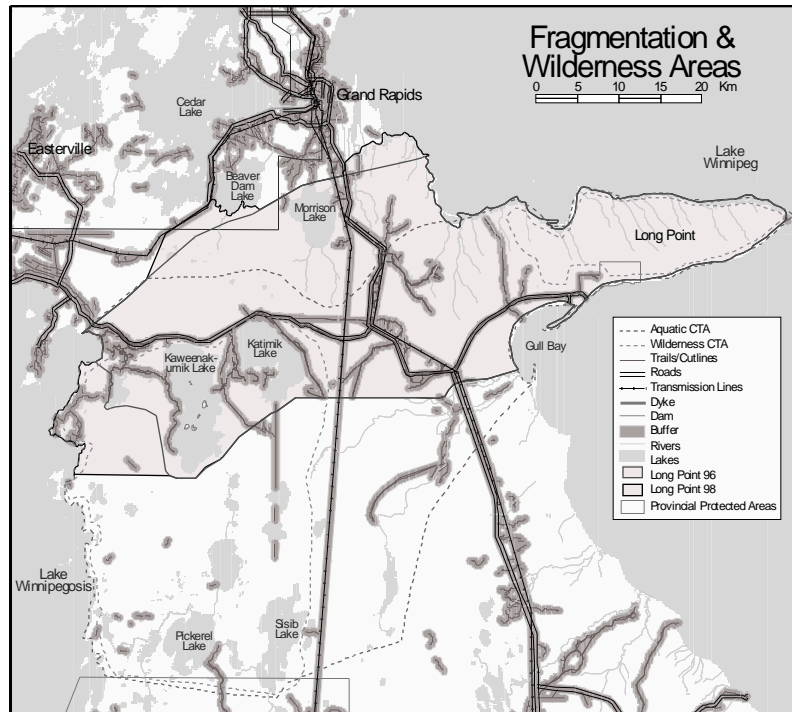 Fragmentation &
Wilderness Areas
0 5 10 15 20 Km
Grand Rapids
Cedar
Lake
Easterville
Beaver
Dam
Lake
Morrison
Lake
Lake
Winnipeg
Long Point
Gull Bay
Katimik
Lake
Kaweenak-
umik Lake
Lake
Winnipegosis
Pickerel
Lake
Sisib
Lake
Aquatic CTA
Wilderness CTA
Trails/Cutlines
Roads
Transmission Lines
Dyke
Dam
Buffer
Rivers
Lakes
Long Point 96
Long Point 98
Provincial Protected Areas